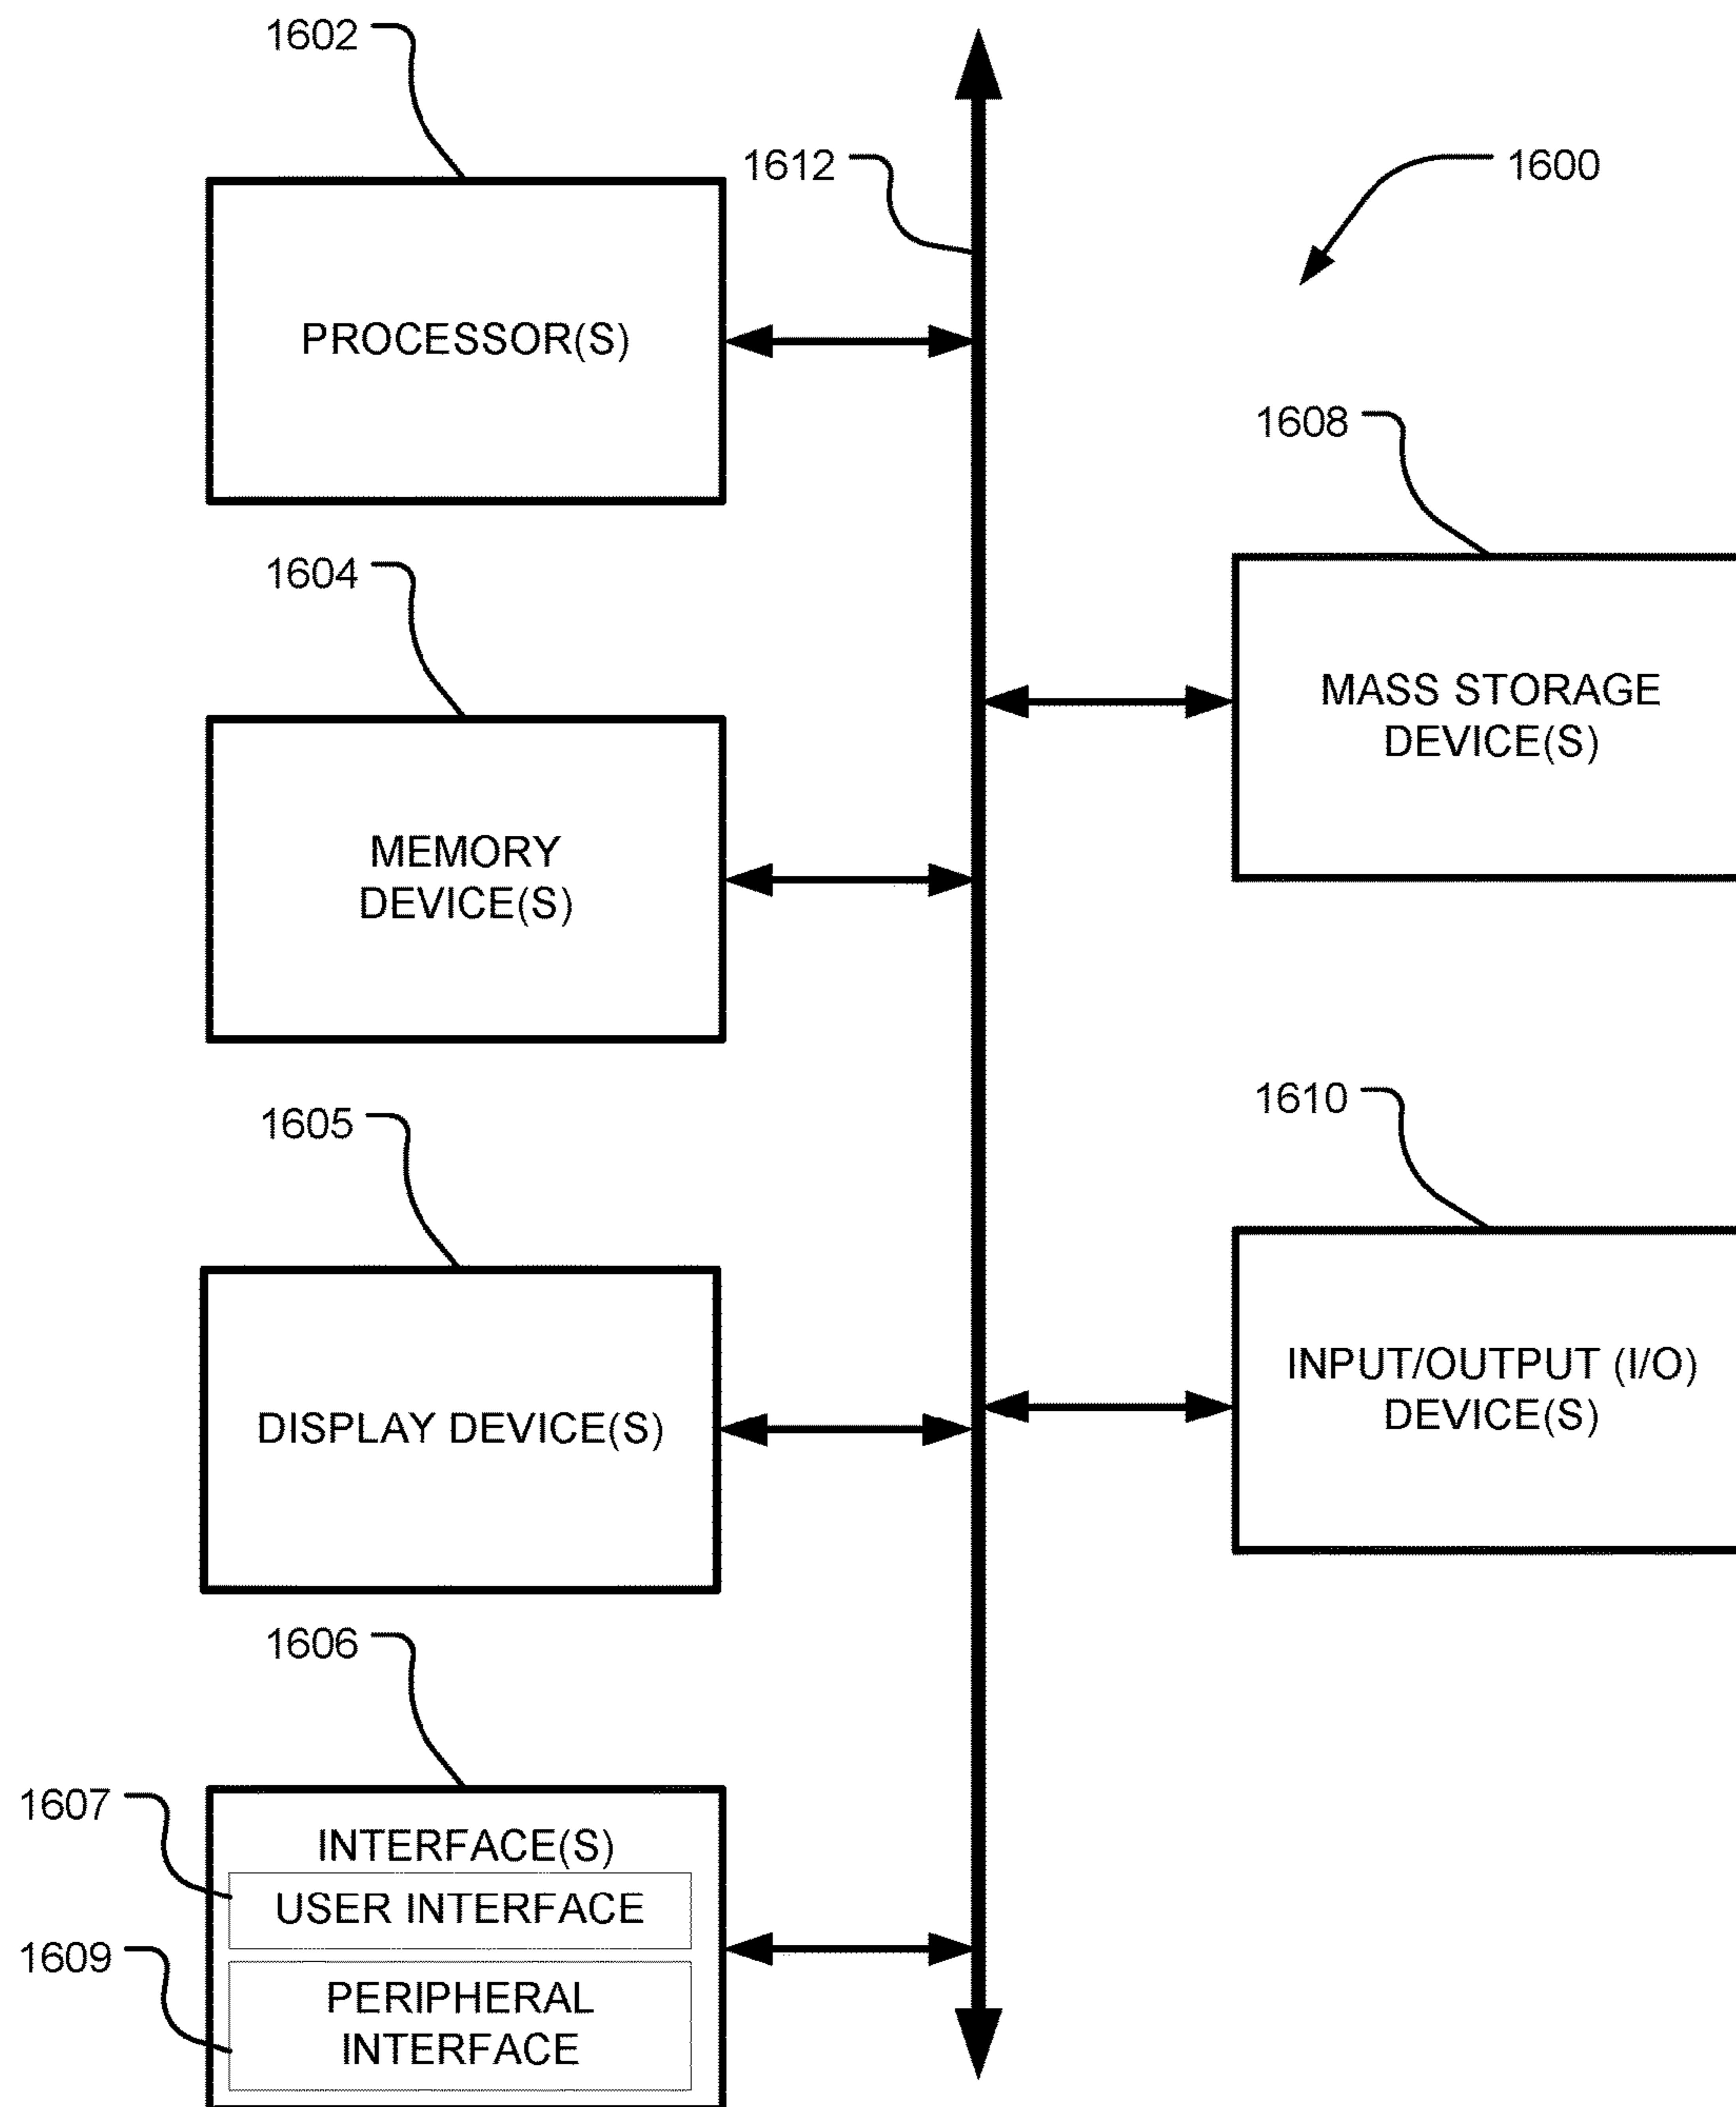 1602
1612
1600
PROCESSOR(S)
1608
1604
MASS STORAGE
DEVICE(S)
MEMORY
DEVICE(S)
1610
1605
INPUT/OUTPUT (I/O)
DEVICE(S)
DISPLAY DEVICE(S)
1606
1607
INTERFACE(S)
USER INTERFACE
1609
PERIPHERAL
INTERFACE